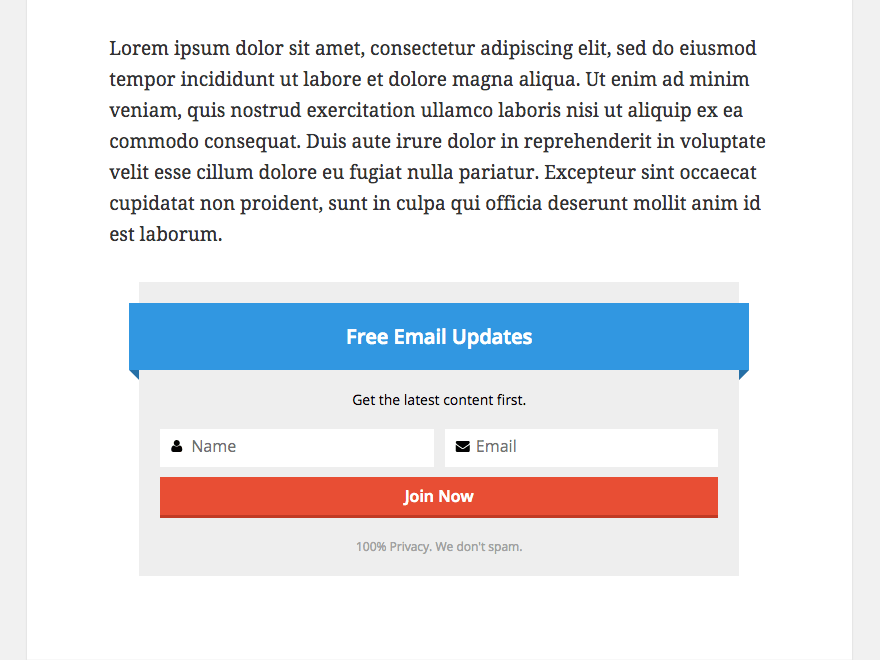 Lorem ipsum dolor sit amet, consectetur adipiscing elit, sed do eiusmod
tempor incididunt ut labore et dolore magna aliqua. Ut enim ad minim
veniam, quis nostrud exercitation ullamco laboris nisi ut aliquip ex ea
commodo consequat. Duis aute irure dolor in reprehenderit in voluptate
velit esse cillum dolore eu fugiat nulla pariatur. Excepteur sint occaecat
cupidatat non proident, sunt in culpa qui officia deserunt mollit anim id
est laborum.
Free Email Updates
Get the latest content first.
Name Email
Join Now
100% Privacy. We don't spam.